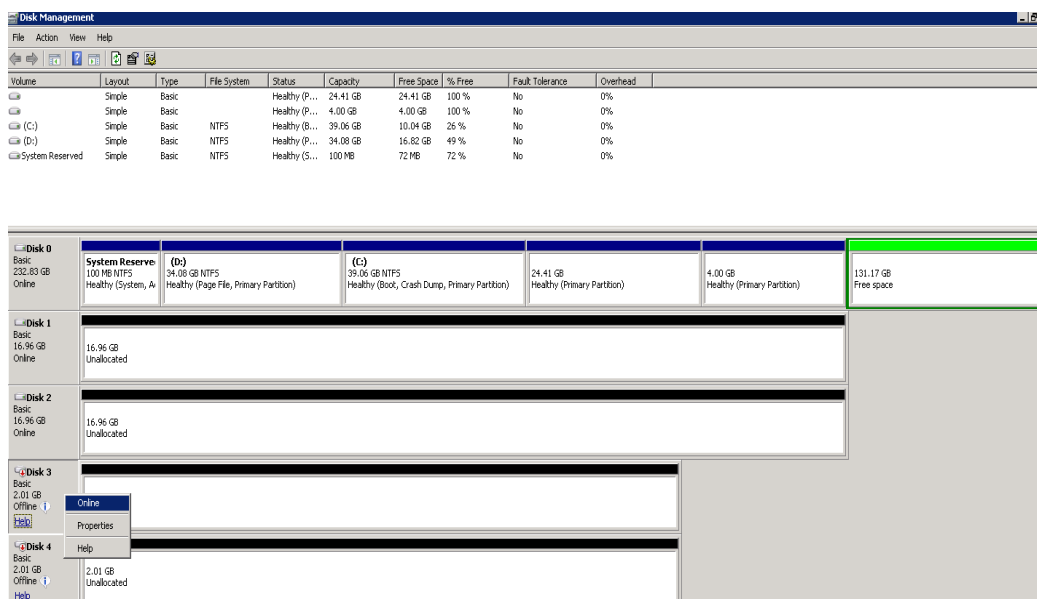 Disk Management
File Action View Help
Volume Layout Type File System Status Capacity Free Space % Free Fault Tolerance Overhead
Simple Basic Healthy (P... 24.41 GB 24.41 GB 100 % No 0%
Simple Basic Healthy (P... 4.00 GB 4.00 GB 100 % No 0%
(C:) Simple Basic NTFS Healthy (B... 39.06 GB 10.04 GB 26 % No 0%
(D:) Simple Basic NTFS Healthy (P... 34.08 GB 16.82 GB 49 % No 0%
System Reserved Simple Basic NTFS Healthy (S... 100 MB 72 MB 72 % No 0%
Disk 0
Basic
232.83 GB
Online
System Reserve
100 MB NTFS
Healthy (System, A
(D:)
34.08 GB NTFS
Healthy (Page File, Primary Partition)
(C:)
39.06 GB NTFS
Healthy (Boot, Crash Dump, Primary Partition)
24.41 GB
Healthy (Primary Partition)
4.00 GB
Healthy (Primary Partition)
131.17 GB
Free space
Disk 1
Basic
16.96 GB
Online
16.96 GB
Unallocated
Disk 2
Basic
16.96 GB
Online
16.96 GB
Unallocated
Disk 3
Basic
2.01 GB
Offline
Help
Online
Properties
Help
Disk 4
Basic
2.01 GB
Offline
Help
2.01 GB
Unallocated